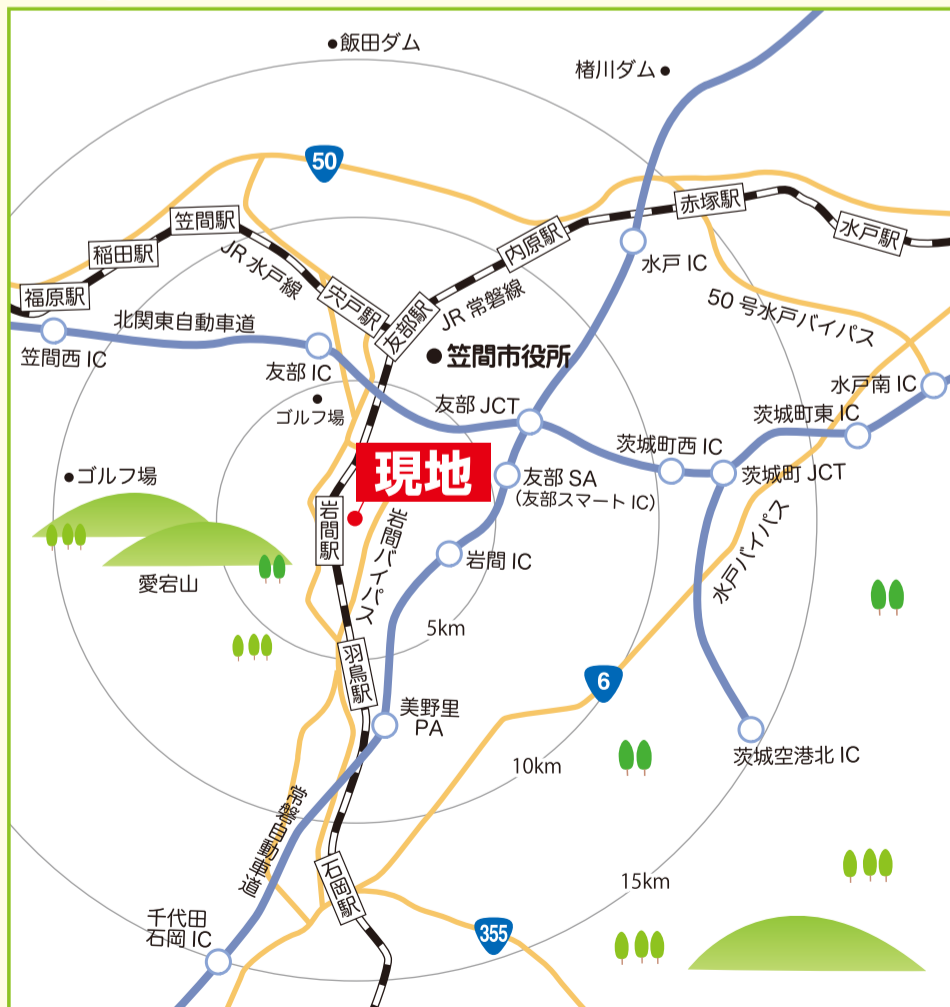 飯田ダム
楮川ダム
50
赤塚駅
笠間駅
水戸駅
稲田駅
内原駅
水戸 IC
JR 水戸線
福原駅
宍戸駅
友部駅
JR 常磐線
50 号水戸バイパス
北関東自動車道
笠間西 IC
友部 IC
笠間市役所
水戸南 IC
ゴルフ場
友部 JCT
茨城町東 IC
茨城町西 IC
現地
ゴルフ場
友部 SA
(友部スマート IC)
茨城町 JCT
岩間駅
岩間バイパス
水戸バイパス
岩間 IC
愛宕山
5km
羽鳥駅
6
美野里
PA
茨城空港北 IC
10km
常磐自動車道
石岡駅
15km
千代田
石岡 IC
355